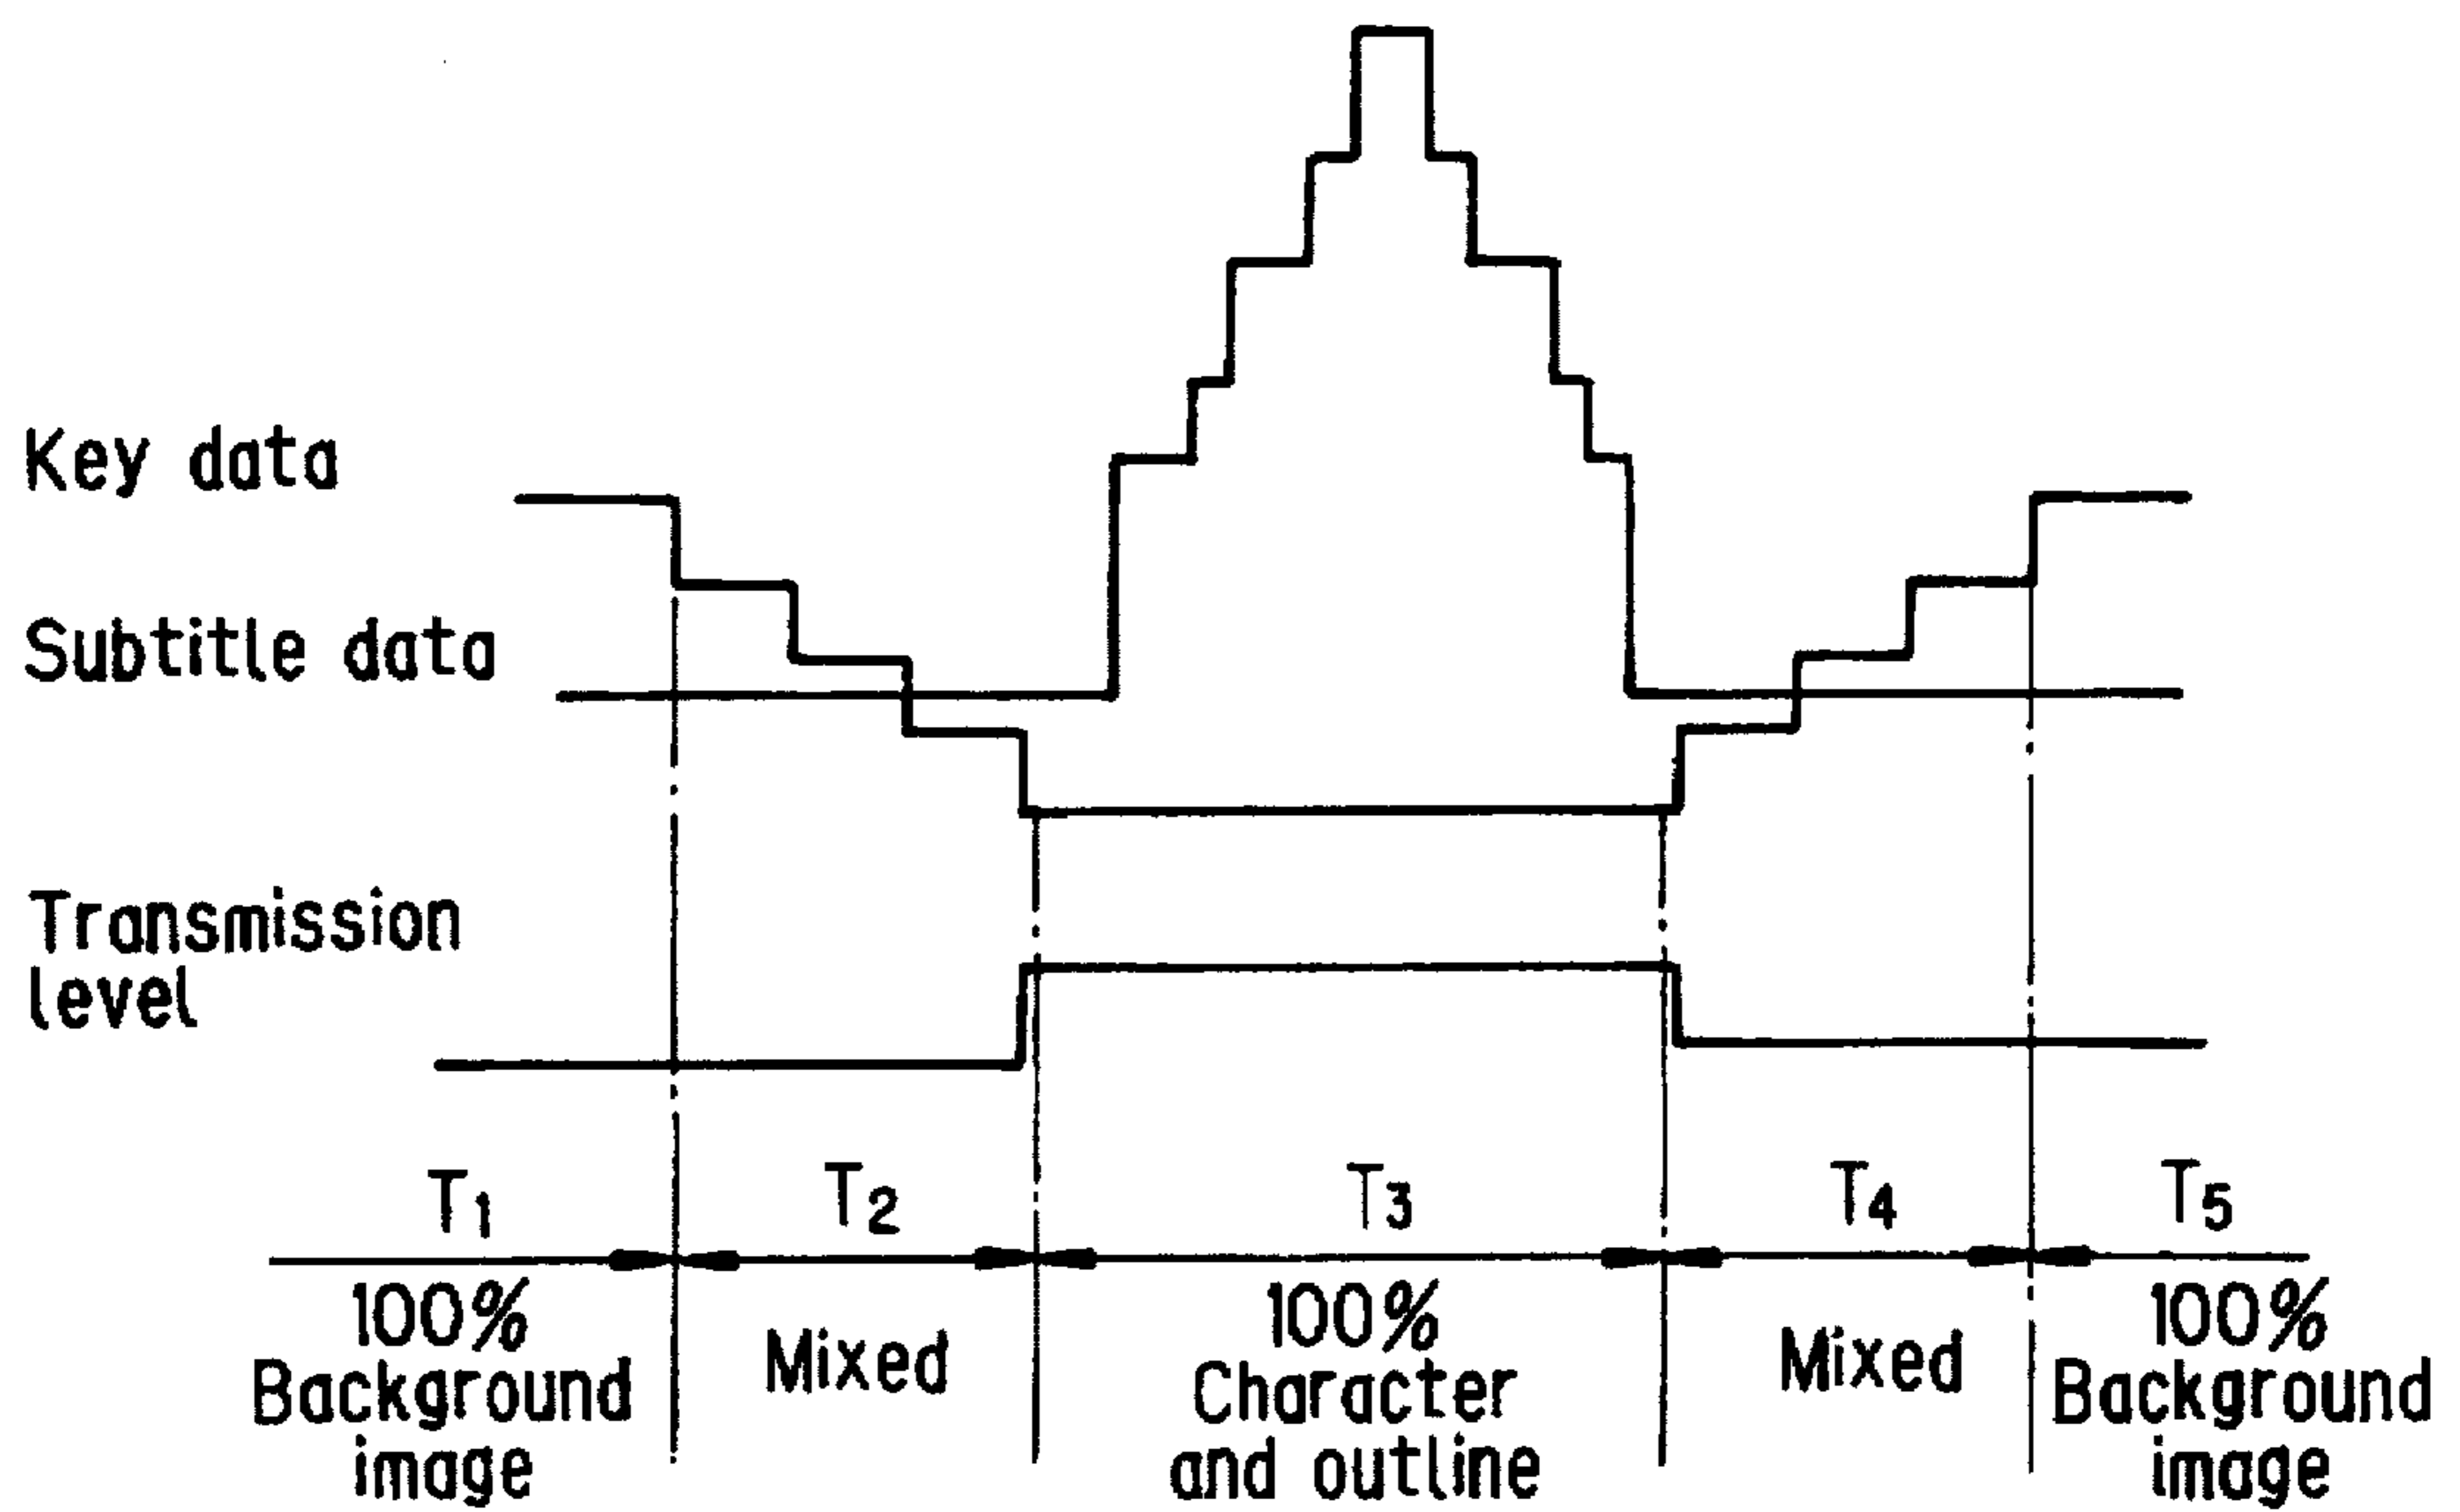 Key data
Subtitle data
Transmission
level
T1 T2 T3 T4 T5
100%
Background
image
Mixed
100%
Character
and outline
Mixed
100%
Background
image